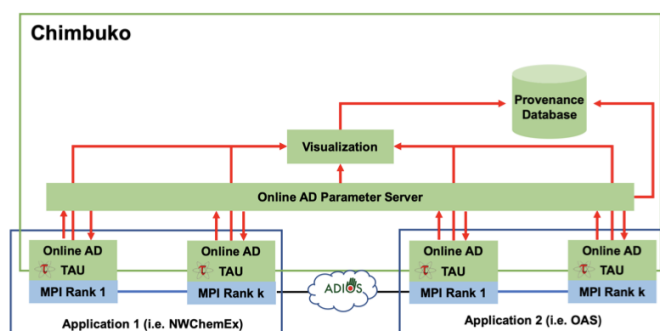 Chimbuko
Provenance
Database
Visualization
Online AD Parameter Server
Online AD
τ TAU
MPI Rank 1
Online AD
τ TAU
MPI Rank k
ADIOS
Online AD
τ TAU
MPI Rank 1
Online AD
τ TAU
MPI Rank k
Application 1 (i.e. NWChemEx)
Application 2 (i.e. OAS)